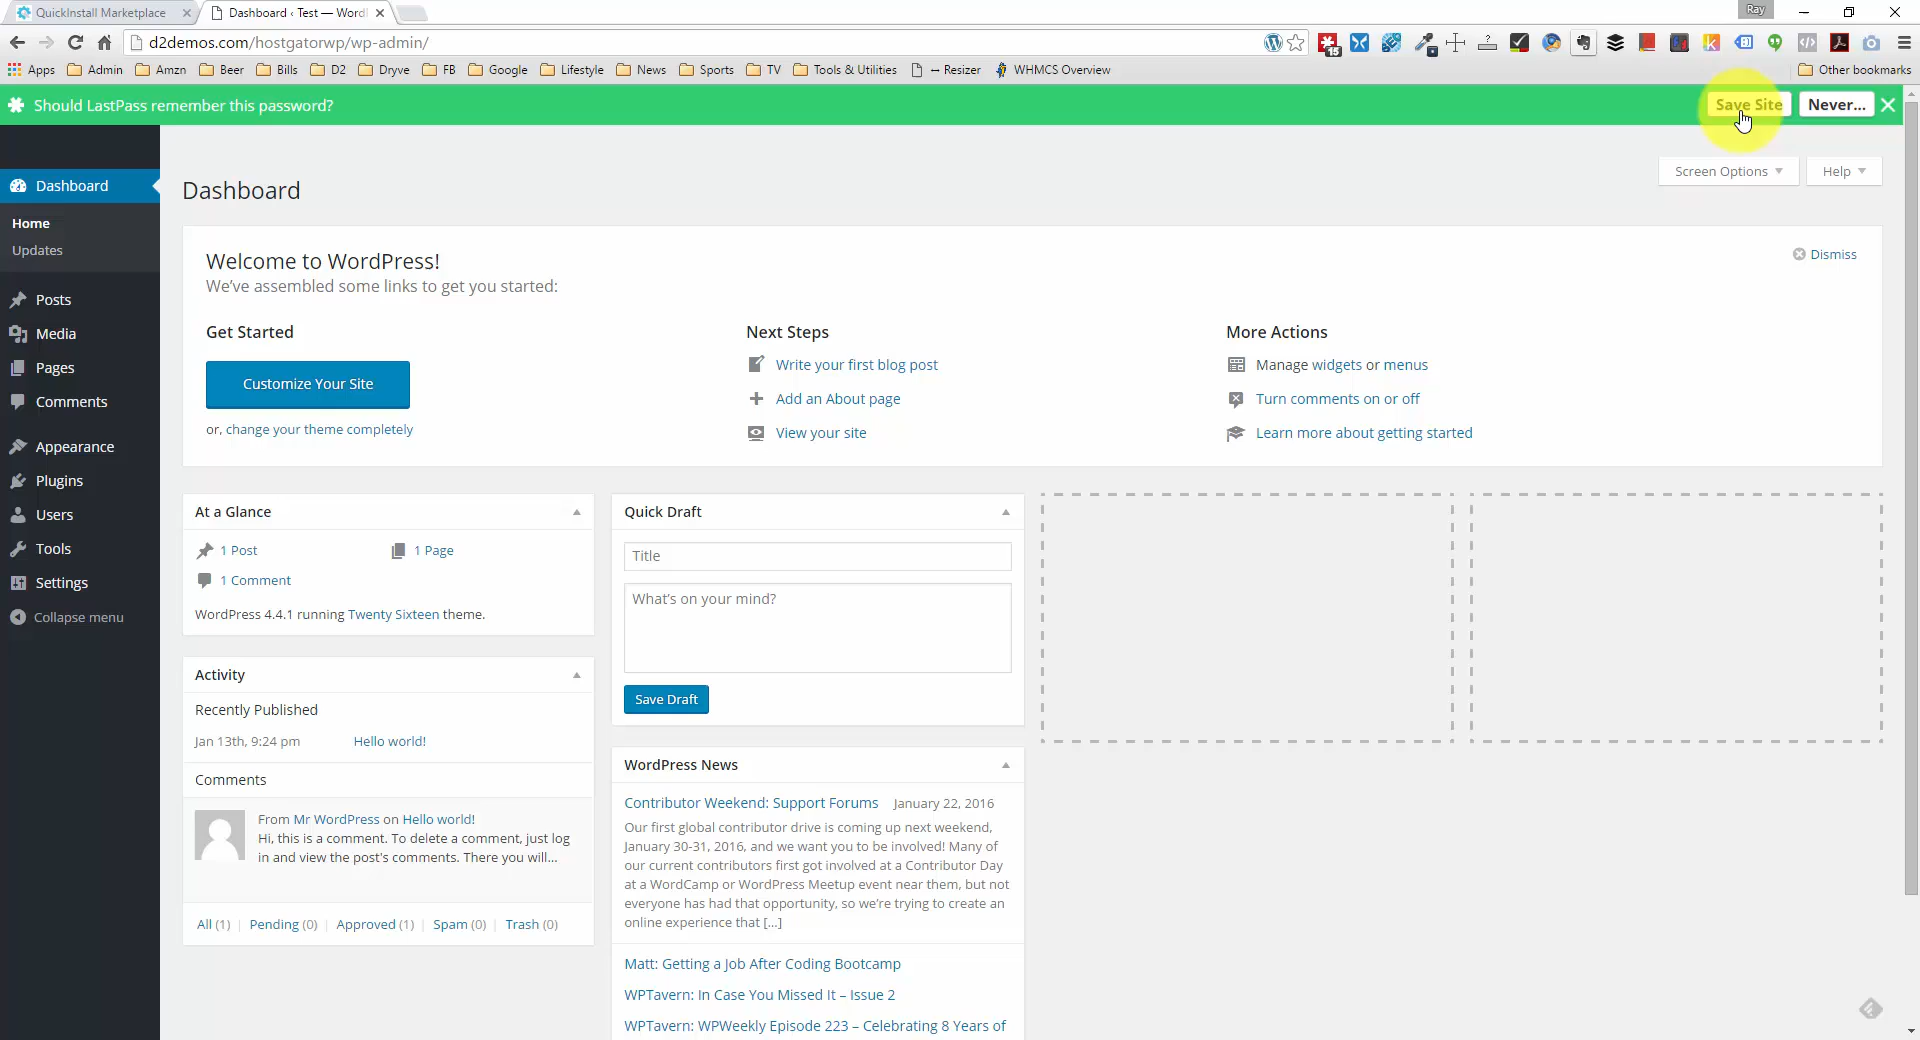 QuickInstall Marketplace
Dashboard ‹ Test — Word
Ray
d2demos.com/hostgatorwp/wp-admin/
15
Apps Admin Amzn Beer Bills D2 Dryve FB Google Lifestyle News Sports TV Tools & Utilities -- Resizer WHMCS Overview Other bookmarks
Should LastPass remember this password?
Save Site
Never...
Screen Options
Help
Dashboard
Home
Updates
Posts
Media
Pages
Comments
Appearance
Plugins
Users
Tools
Settings
Collapse menu
Dashboard
Welcome to WordPress!
We've assembled some links to get you started:
Dismiss
Get Started
Customize Your Site
or, change your theme completely
Next Steps
Write your first blog post
Add an About page
View your site
More Actions
Manage widgets or menus
Turn comments on or off
Learn more about getting started
At a Glance
1 Post
1 Page
1 Comment
WordPress 4.4.1 running Twenty Sixteen theme.
Activity
Recently Published
Jan 13th, 9:24 pm Hello world!
Comments
From Mr WordPress on Hello world!
Hi, this is a comment. To delete a comment, just log
in and view the post's comments. There you will...
All (1) | Pending (0) | Approved (1) | Spam (0) | Trash (0)
Quick Draft
Title
What's on your mind?
Save Draft
WordPress News
Contributor Weekend: Support Forums January 22, 2016
Our first global contributor drive is coming up next weekend,
January 30-31, 2016, and we want you to be involved! Many of
our current contributors first got involved at a Contributor Day
at a WordCamp or WordPress Meetup event near them, but not
everyone has had that opportunity, so we're trying to create an
online experience that [...]
Matt: Getting a Job After Coding Bootcamp
WPTavern: In Case You Missed It – Issue 2
WPTavern: WPWeekly Episode 223 – Celebrating 8 Years of